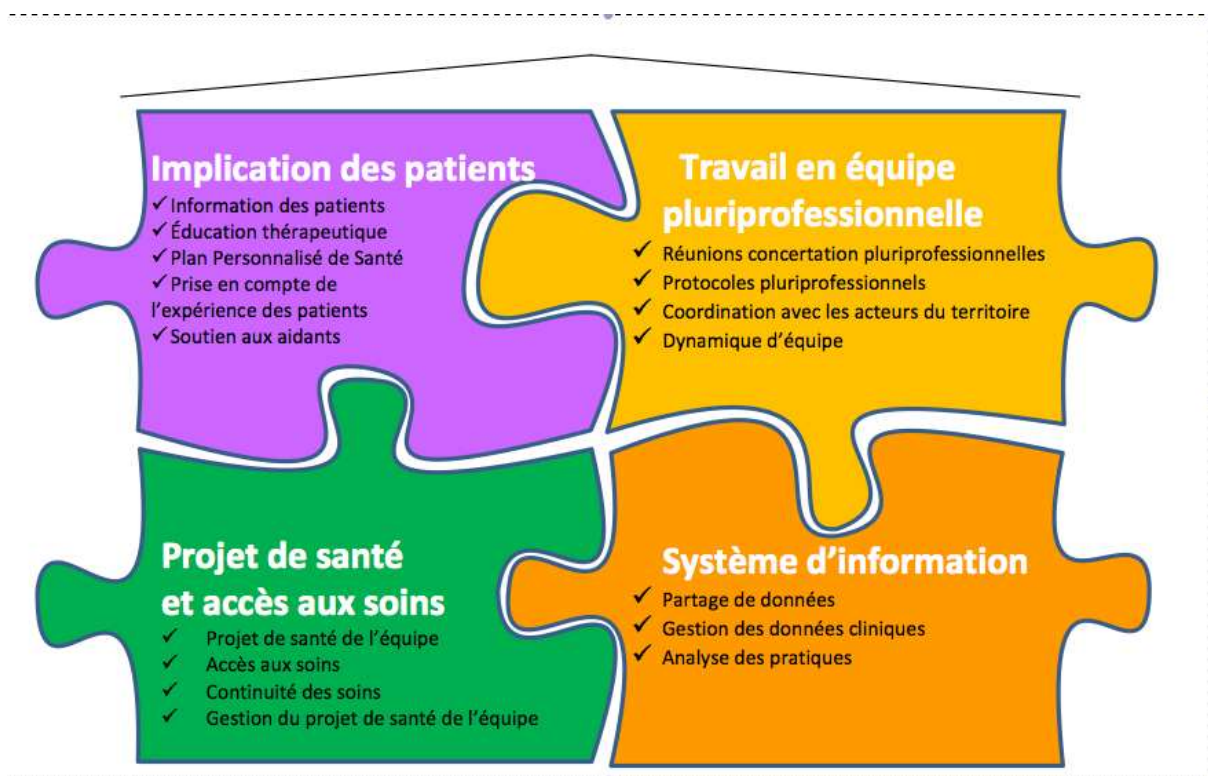 Implication des patients
✓ Information des patients
✓ Éducation thérapeutique
✓ Plan Personnalisé de Santé
✓ Prise en compte de
l'expérience des patients
✓ Soutien aux aidants
Travail en équipe
pluriprofessionnelle
✓ Réunions concertation pluriprofessionnelles
✓ Protocoles pluriprofessionnels
✓ Coordination avec les acteurs du territoire
✓ Dynamique d'équipe
Projet de santé
et accès aux soins
✓ Projet de santé de l'équipe
✓ Accès aux soins
✓ Continuité des soins
✓ Gestion du projet de santé de l'équipe
Système d'information
✓ Partage de données
✓ Gestion des données cliniques
✓ Analyse des pratiques